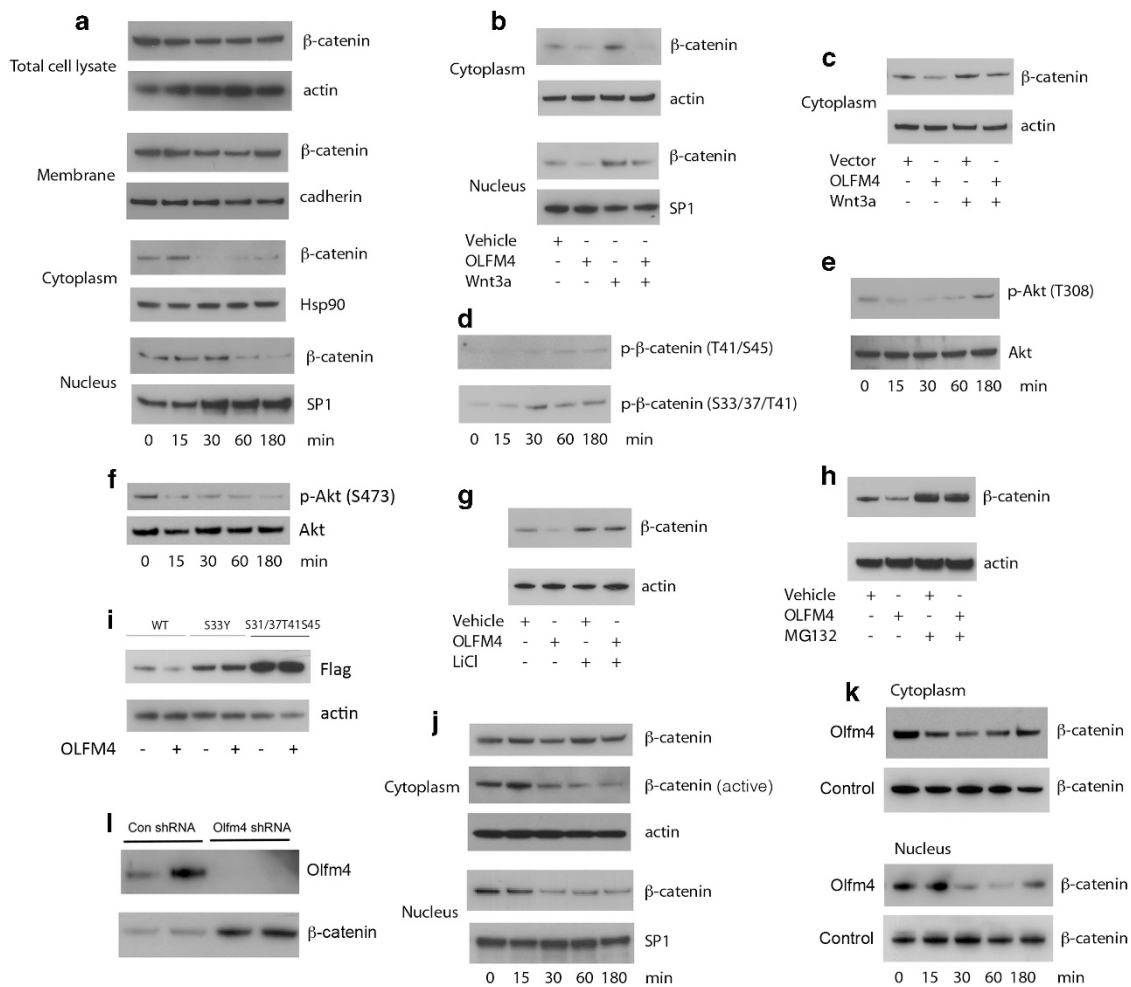 a
Total cell lysate
β-catenin
actin
Membrane
β-catenin
cadherin
Cytoplasm
β-catenin
Hsp90
Nucleus
β-catenin
SP1
0 15 30 60 180 min
b
Cytoplasm
β-catenin
actin
Nucleus
β-catenin
SP1
Vehicle + - - -
OLFM4 - + - +
Wnt3a - - + +
c
Cytoplasm
β-catenin
actin
Vector + - + -
OLFM4 - + - +
Wnt3a - - + +
d
p-β-catenin (T41/S45)
p-β-catenin (S33/37/T41)
0 15 30 60 180 min
e
p-Akt (T308)
Akt
0 15 30 60 180 min
f
p-Akt (S473)
Akt
0 15 30 60 180 min
g
β-catenin
actin
Vehicle + - + -
OLFM4 - + - +
LiCl - - + +
h
β-catenin
actin
Vehicle + - + -
OLFM4 - + - +
MG132 - - + +
i
WT S33Y S31/37T41S45
Flag
actin
OLFM4 - + - + - +
j
β-catenin
Cytoplasm
β-catenin (active)
actin
Nucleus
β-catenin
SP1
0 15 30 60 180 min
k
Cytoplasm
Olfm4 β-catenin
Control β-catenin
Nucleus
Olfm4 β-catenin
Control β-catenin
0 15 30 60 180 min
l
Con shRNA Olfm4 shRNA
Olfm4
β-catenin